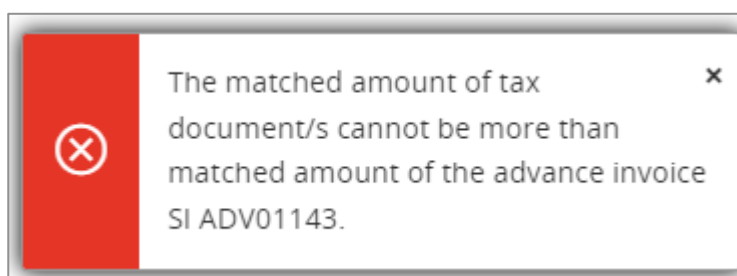 The matched amount of tax
document/s cannot be more than
matched amount of the advance invoice
SI ADV01143.